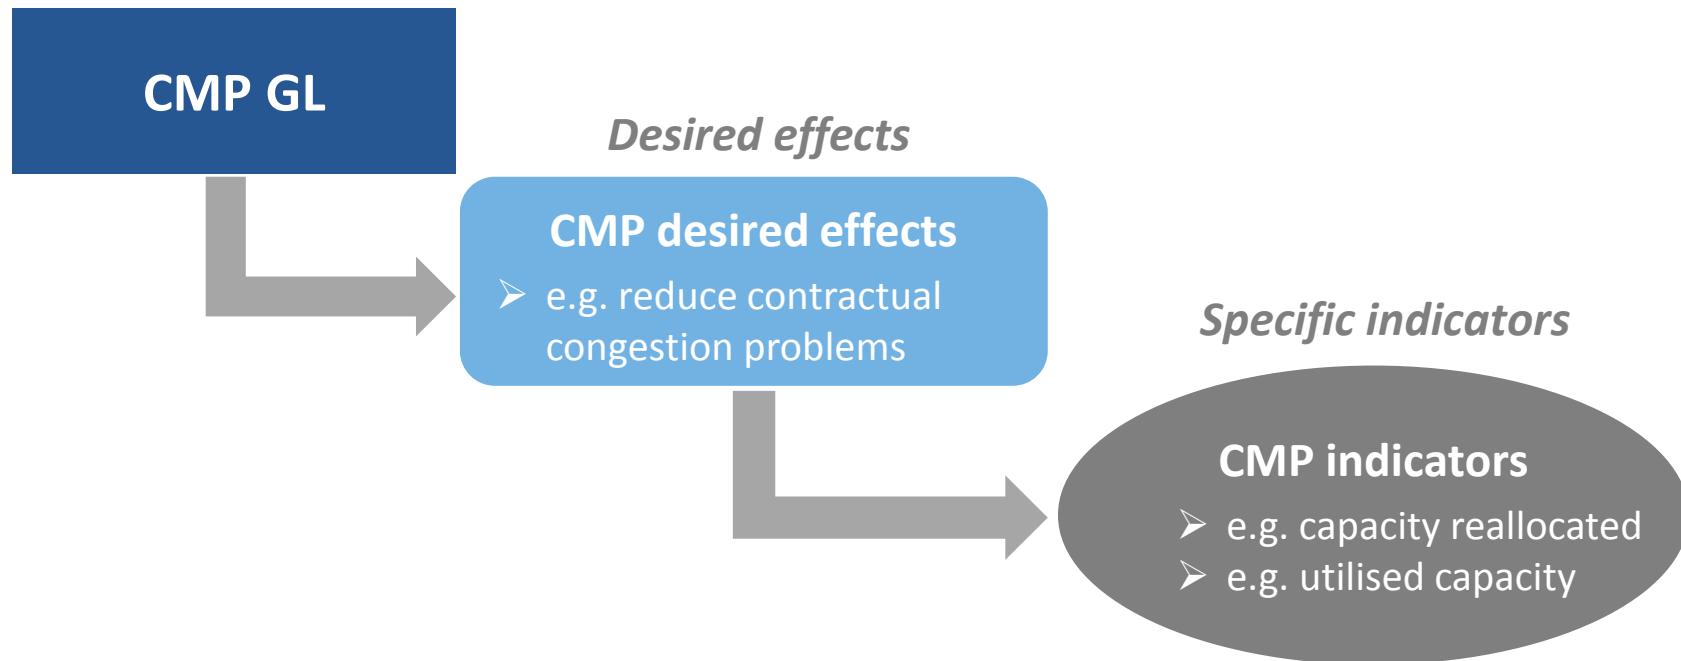 CMP GL
Desired effects
CMP desired effects
➢ e.g. reduce contractual
congestion problems
Specific indicators
CMP indicators
➢ e.g. capacity reallocated
➢ e.g. utilised capacity